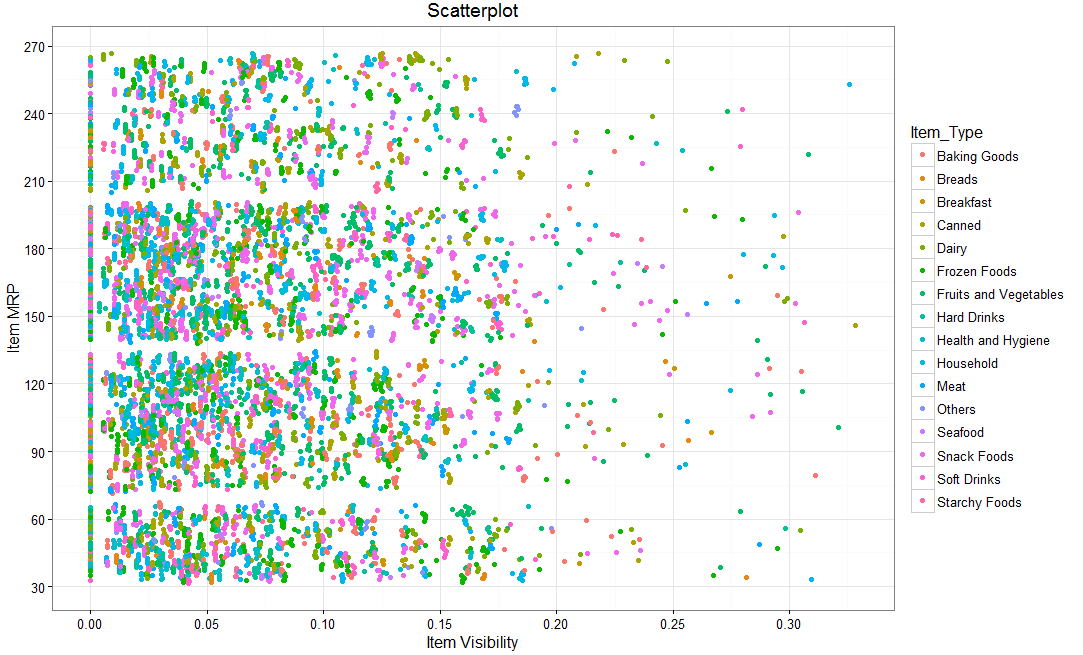 Scatterplot
Item MRP
270
240
210
180
150
120
90
60
30
0.00 0.05 0.10 0.15 0.20 0.25 0.30
Item Visibility
Item_Type
Baking Goods
Breads
Breakfast
Canned
Dairy
Frozen Foods
Fruits and Vegetables
Hard Drinks
Health and Hygiene
Household
Meat
Others
Seafood
Snack Foods
Soft Drinks
Starchy Foods